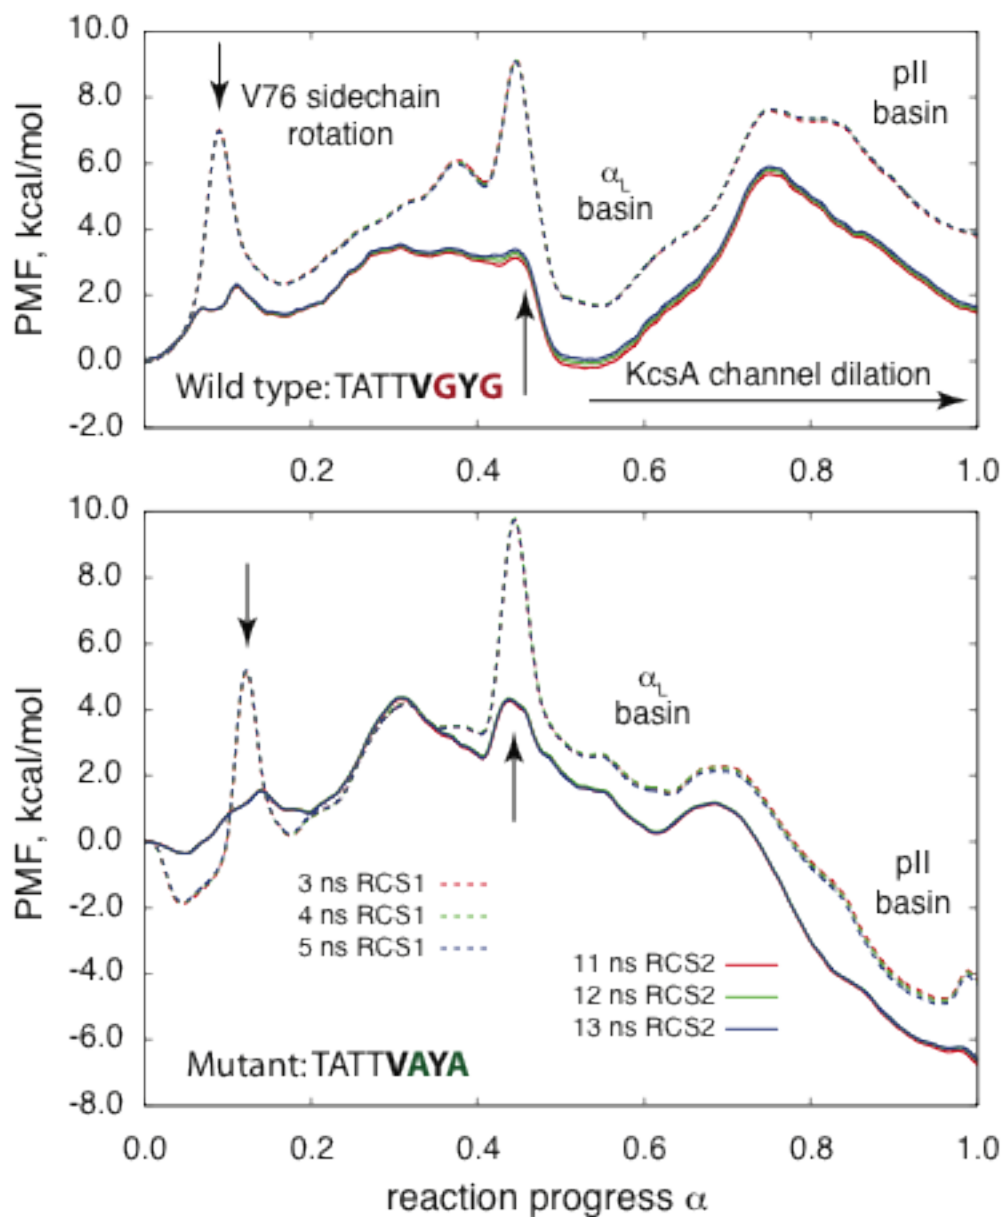 10.0
8.0
6.0
4.0
2.0
0.0
-2.0
PMF, kcal/mol
V76 sidechain
rotation
αL
basin
pII
basin
Wild type: TATTVGYG
KcsA channel dilation
0.2
0.4
0.6
0.8
1.0
10.0
8.0
6.0
4.0
2.0
0.0
-2.0
-4.0
-6.0
-8.0
PMF, kcal/mol
αL
basin
pII
basin
3 ns RCS1
4 ns RCS1
5 ns RCS1
11 ns RCS2
12 ns RCS2
13 ns RCS2
Mutant: TATTVAYA
0.0
0.2
0.4
0.6
0.8
1.0
reaction progress α